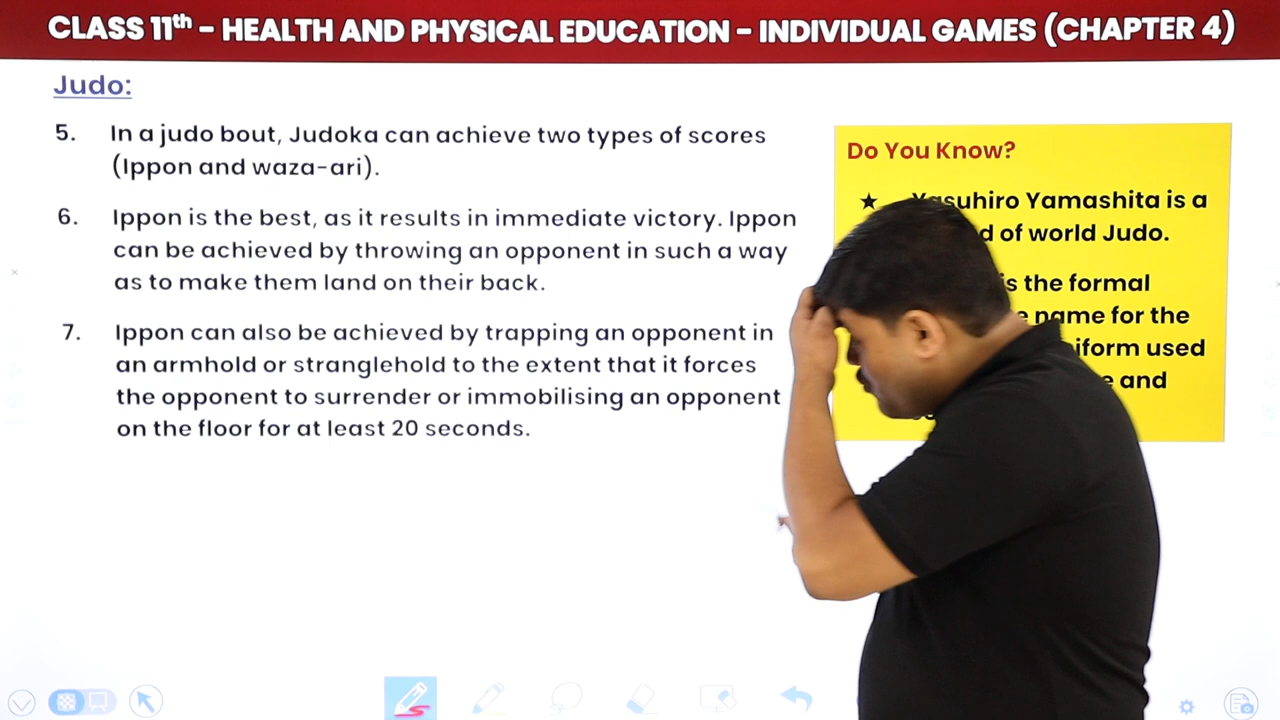 CLASS 11th – HEALTH AND PHYSICAL EDUCATION – INDIVIDUAL GAMES (CHAPTER 4)
Judo:
5. In a judo bout, Judoka can achieve two types of scores
(Ippon and waza-ari).
6. Ippon is the best, as it results in immediate victory. Ippon
can be achieved by throwing an opponent in such a way
as to make them land on their back.
7. Ippon can also be achieved by trapping an opponent in
an armhold or stranglehold to the extent that it forces
the opponent to surrender or immobilising an opponent
on the floor for at least 20 seconds.
Do You Know?
★ Yasuhiro Yamashita is a
of world Judo.
is the formal
name for the
used
and